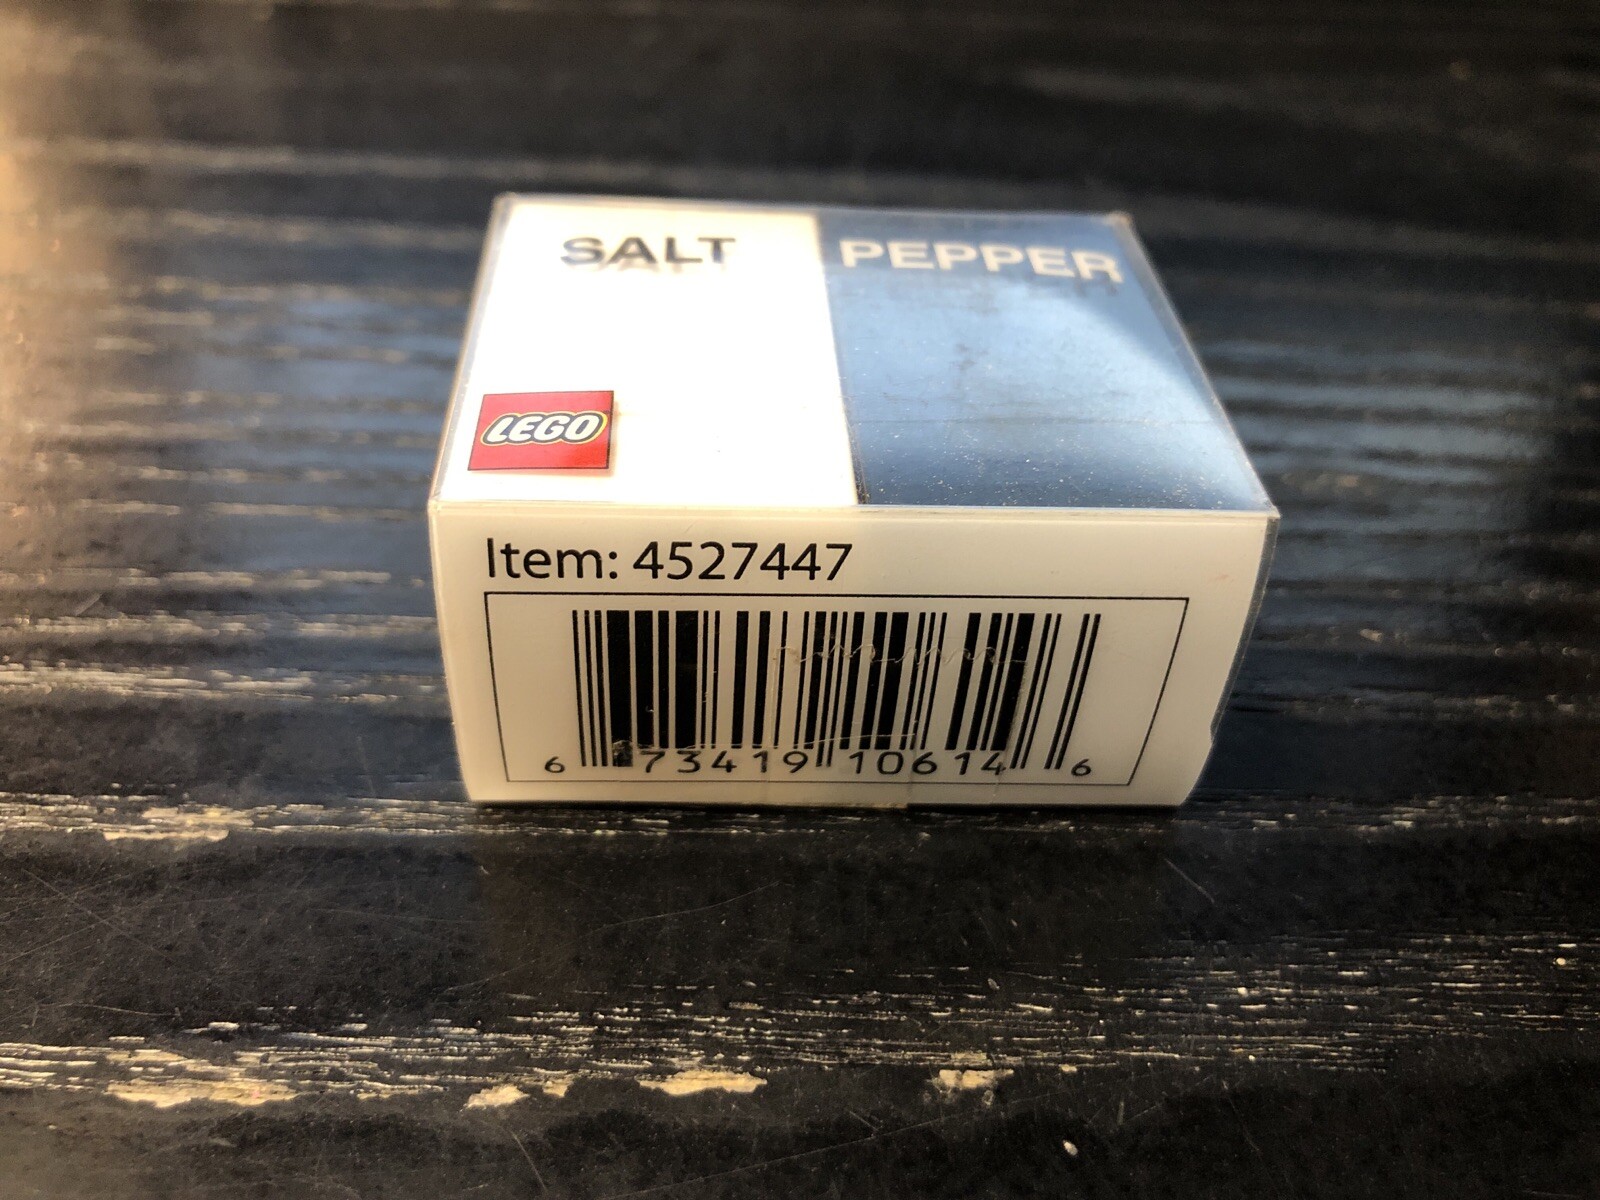 SALT PEPPER
LEGO
Item: 4527447
6 73419 10614 6